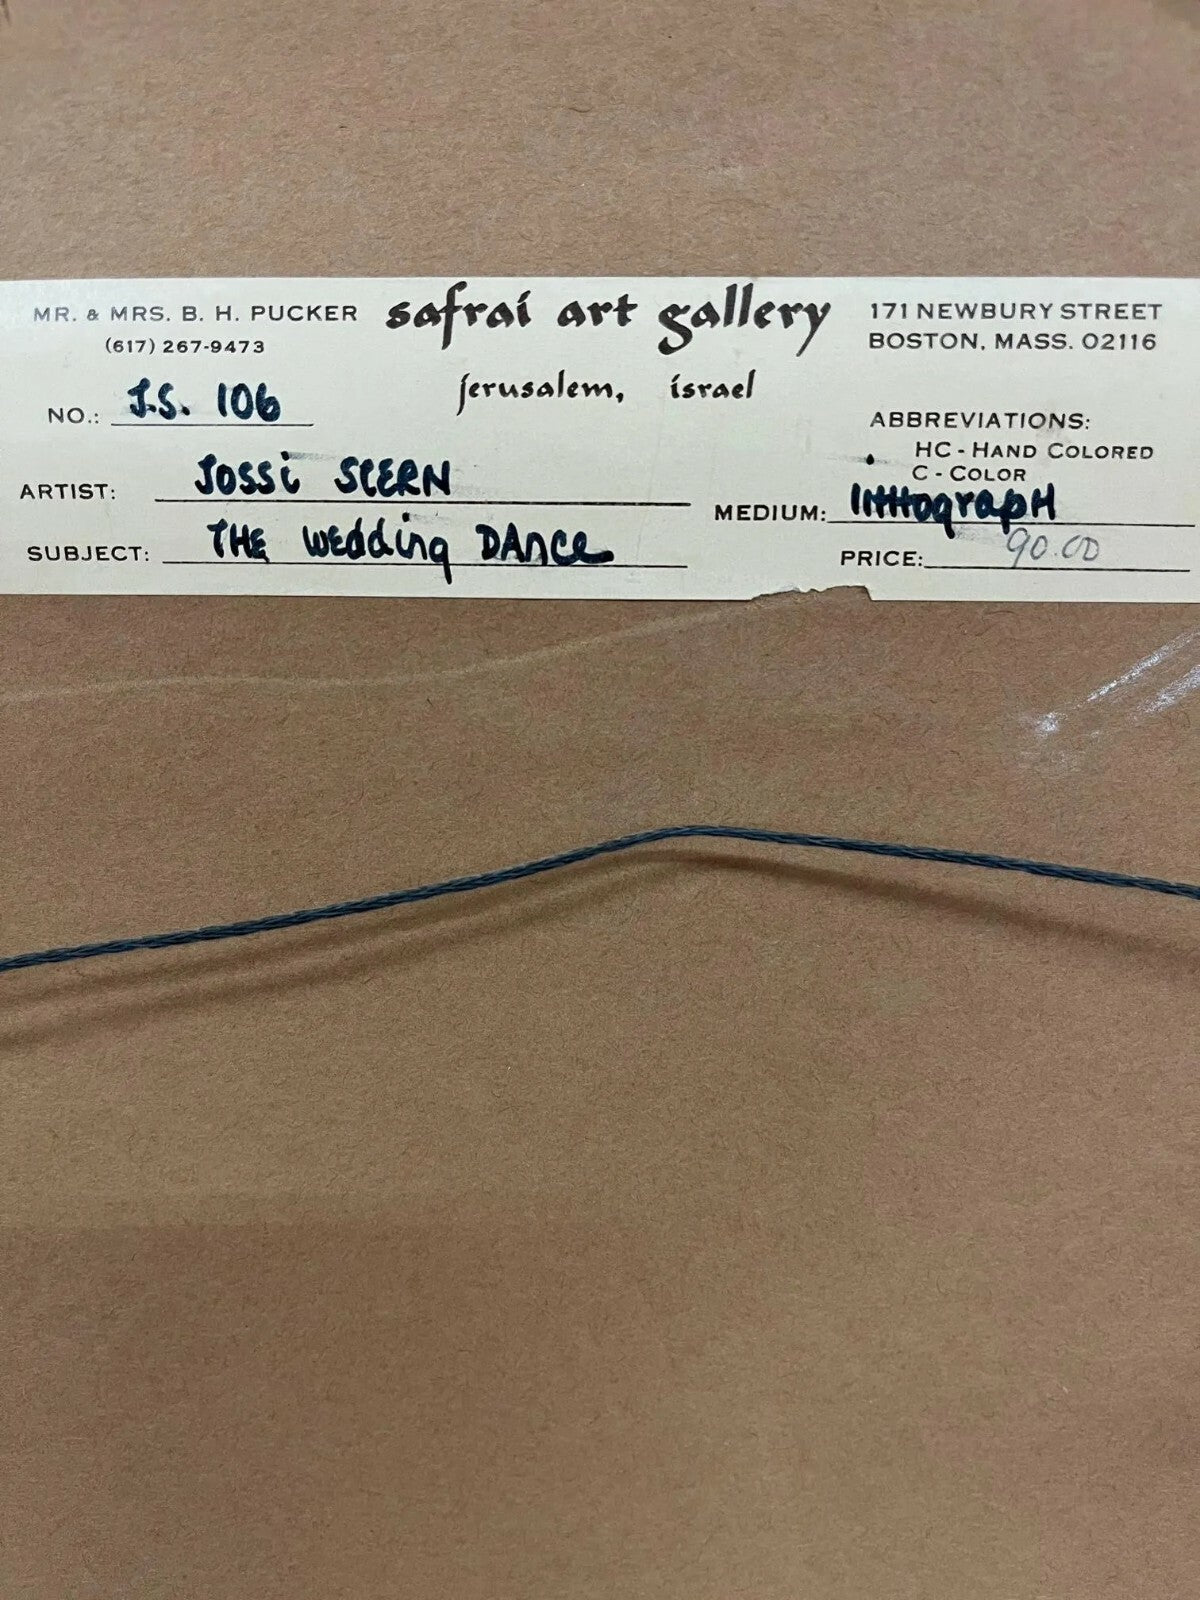 MR. & MRS. B. H. PUCKER
(617) 267-9473
safrai art gallery
jerusalem, israel
171 NEWBURY STREET
BOSTON, MASS. 02116
NO.: J.S. 106
ABBREVIATIONS:
HC - HAND COLORED
C - COLOR
ARTIST: JOSSi STERN
MEDIUM: lithograpH
SUBJECT: THE Wedding DAnce
PRICE: 90.00